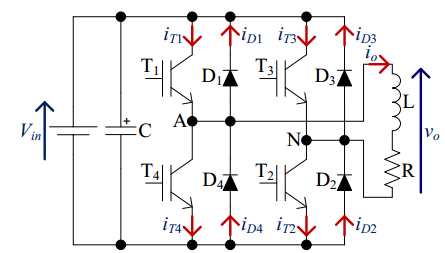 iT1 iD1 iT3 iD3
io
T1 D1 T3 D3
+
Vin C A N L vo
T4 D4 T2 D2 R
iT4 iD4 iT2 iD2